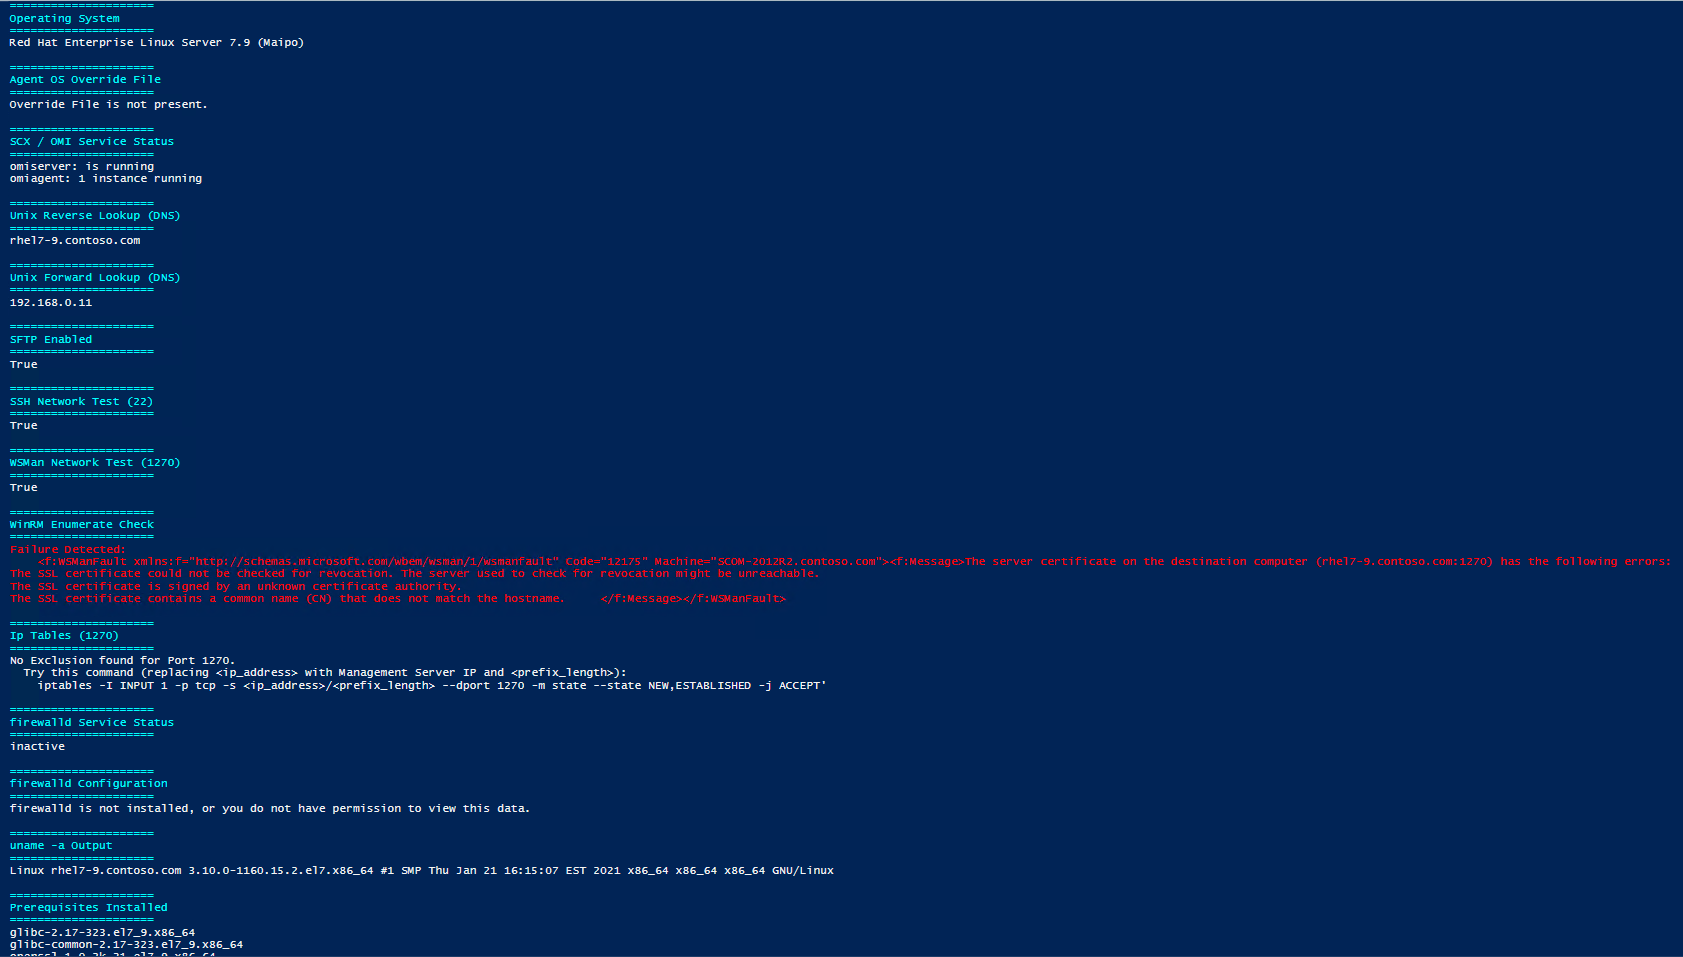 =====================
Operating System
=====================
Red Hat Enterprise Linux Server 7.9 (Maipo)
=====================
Agent OS Override File
=====================
Override File is not present.
=====================
SCX / OMI Service Status
=====================
omiserver: is running
omiagent: 1 instance running
=====================
Unix Reverse Lookup (DNS)
=====================
rhel7-9.contoso.com
=====================
Unix Forward Lookup (DNS)
=====================
192.168.0.11
=====================
SFTP Enabled
=====================
True
=====================
SSH Network Test (22)
=====================
True
=====================
WSMan Network Test (1270)
=====================
True
=====================
WinRM Enumerate Check
=====================
Failure Detected:
<f:WSManFault xmlns:f="http://schemas.microsoft.com/wbem/wsman/1/wsmanfault" Code="12175" Machine="SCOM-2012R2.contoso.com"><f:Message>The server certificate on the destination computer (rhel7-9.contoso.com:1270) has the following errors:
The SSL certificate could not be checked for revocation. The server used to check for revocation might be unreachable.
The SSL certificate is signed by an unknown certificate authority.
The SSL certificate contains a common name (CN) that does not match the hostname.     </f:Message></f:WSManFault>
=====================
Ip Tables (1270)
=====================
No Exclusion found for Port 1270.
Try this command (replacing <ip_address> with Management Server IP and <prefix_length>):
iptables -I INPUT 1 -p tcp -s <ip_address>/<prefix_length> --dport 1270 -m state --state NEW,ESTABLISHED -j ACCEPT'
=====================
firewalld Service Status
=====================
inactive
=====================
firewalld Configuration
=====================
firewalld is not installed, or you do not have permission to view this data.
=====================
uname -a Output
=====================
Linux rhel7-9.contoso.com 3.10.0-1160.15.2.el7.x86_64 #1 SMP Thu Jan 21 16:15:07 EST 2021 x86_64 x86_64 x86_64 GNU/Linux
=====================
Prerequisites Installed
=====================
glibc-2.17-323.el7_9.x86_64
glibc-common-2.17-323.el7_9.x86_64